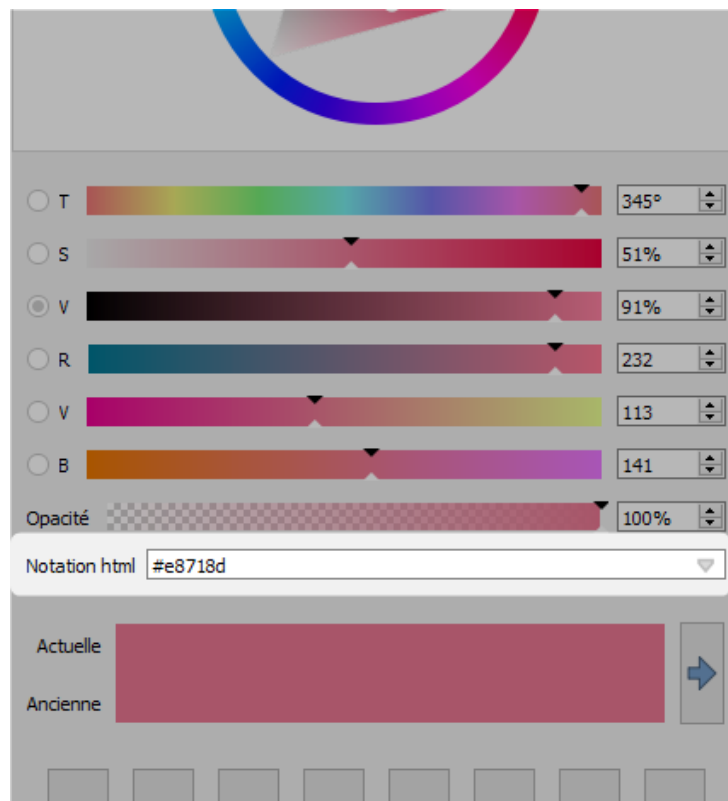 T 345°
S 51%
V 91%
R 232
V 113
B 141
Opacité 100%
Notation html #e8718d
Actuelle
Ancienne